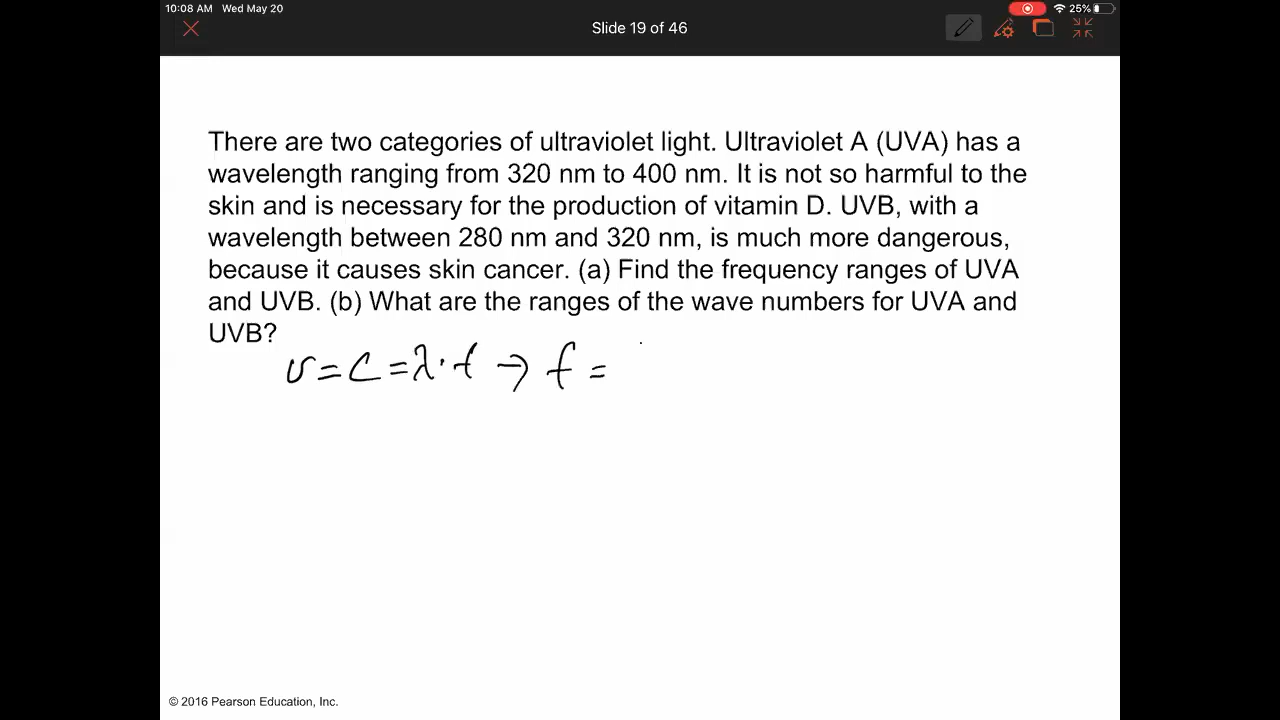 10:08 AM Wed May 20
25%
Slide 19 of 46
There are two categories of ultraviolet light. Ultraviolet A (UVA) has a
wavelength ranging from 320 nm to 400 nm. It is not so harmful to the
skin and is necessary for the production of vitamin D. UVB, with a
wavelength between 280 nm and 320 nm, is much more dangerous,
because it causes skin cancer. (a) Find the frequency ranges of UVA
and UVB. (b) What are the ranges of the wave numbers for UVA and
UVB?
v = c = λ · f → f =
© 2016 Pearson Education, Inc.